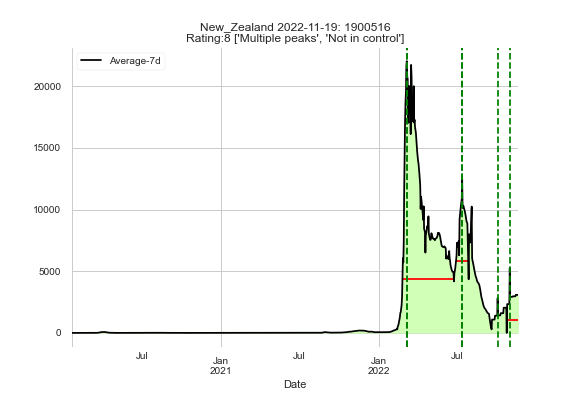 New_Zealand 2022-11-19: 1900516
Rating:8 ['Multiple peaks', 'Not in control']
Average-7d
20000
15000
10000
5000
0
Jul
Jan
2021
Jul
Jan
2022
Jul
Date